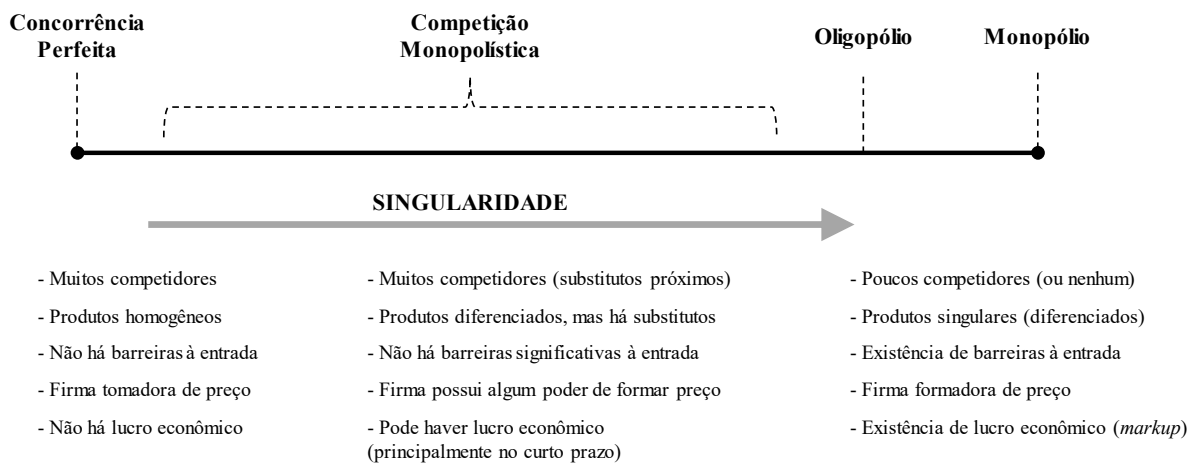 Concorrência
Perfeita
Competição
Monopolística
Oligopólio
Monopólio
SINGULARIDADE
- Muitos competidores
- Produtos homogêneos
- Não há barreiras à entrada
- Firma tomadora de preço
- Não há lucro econômico
- Muitos competidores (substitutos próximos)
- Produtos diferenciados, mas há substitutos
- Não há barreiras significativas à entrada
- Firma possui algum poder de formar preço
- Pode haver lucro econômico
(principalmente no curto prazo)
- Poucos competidores (ou nenhum)
- Produtos singulares (diferenciados)
- Existência de barreiras à entrada
- Firma formadora de preço
- Existência de lucro econômico (markup)